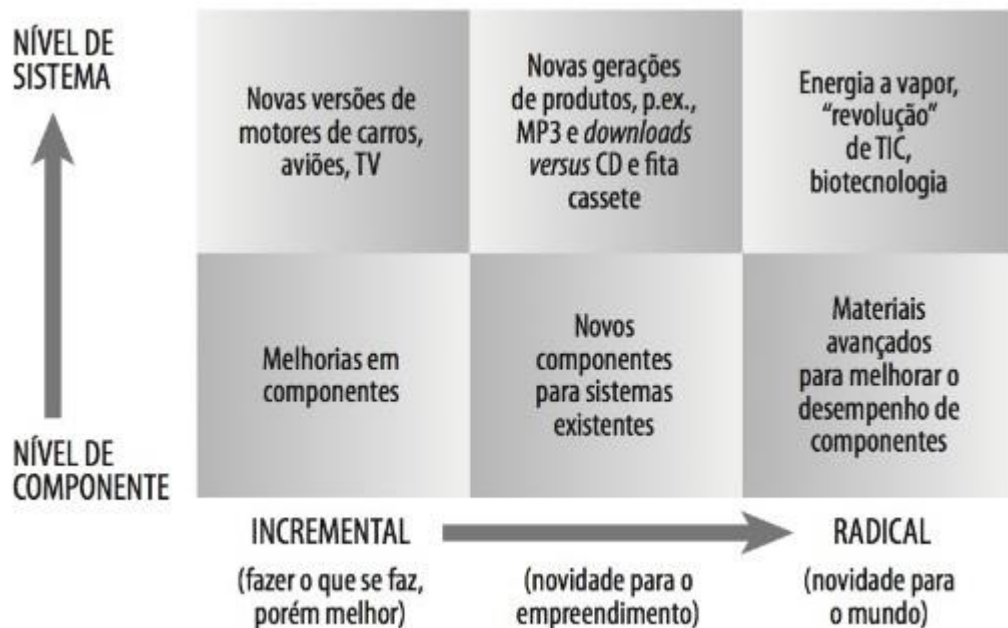 NÍVEL DE
SISTEMA
Novas versões de
motores de carros,
aviões, TV
Novas gerações
de produtos, p.ex.,
MP3 e downloads
versus CD e fita
cassete
Energia a vapor,
“revolução”
de TIC,
biotecnologia
Melhorias em
componentes
Novos
componentes
para sistemas
existentes
Materiais
avançados
para melhorar o
desempenho de
componentes
NÍVEL DE
COMPONENTE
INCREMENTAL
(fazer o que se faz,
porém melhor)
(novidade para o
empreendimento)
RADICAL
(novidade para
o mundo)